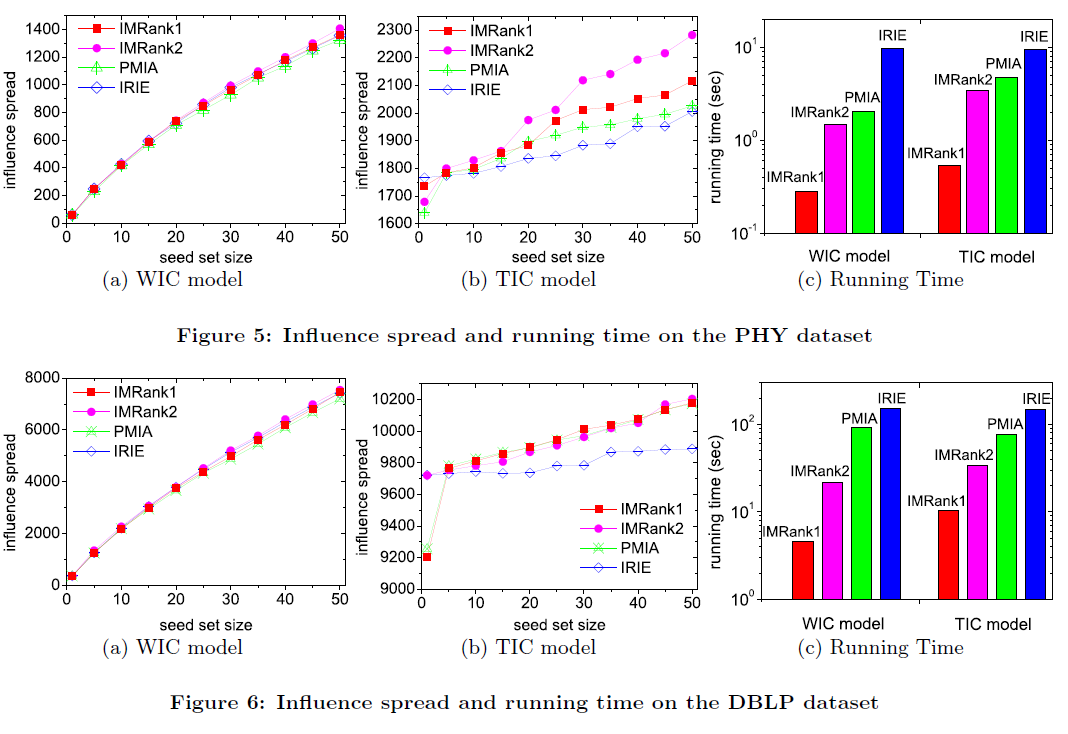 1400
1200
1000
800
600
400
200
0
influence spread
IMRank1
IMRank2
PMIA
IRIE
0 10 20 30 40 50
seed set size
(a) WIC model
2300
2200
2100
2000
1900
1800
1700
1600
influence spread
IMRank1
IMRank2
PMIA
IRIE
0 10 20 30 40 50
seed set size
(b) TIC model
10^1
10^0
10^-1
running time (sec)
IMRank1
IMRank2
PMIA
IRIE
IMRank1
IMRank2
PMIA
IRIE
WIC model TIC model
(c) Running Time
Figure 5: Influence spread and running time on the PHY dataset
8000
6000
4000
2000
0
influence spread
IMRank1
IMRank2
PMIA
IRIE
0 10 20 30 40 50
seed set size
(a) WIC model
10200
10000
9800
9600
9400
9200
9000
influence spread
IMRank1
IMRank2
PMIA
IRIE
0 10 20 30 40 50
seed set size
(b) TIC model
10^2
10^1
10^0
running time (sec)
IMRank1
IMRank2
PMIA
IRIE
IMRank1
IMRank2
PMIA
IRIE
WIC model TIC model
(c) Running Time
Figure 6: Influence spread and running time on the DBLP dataset